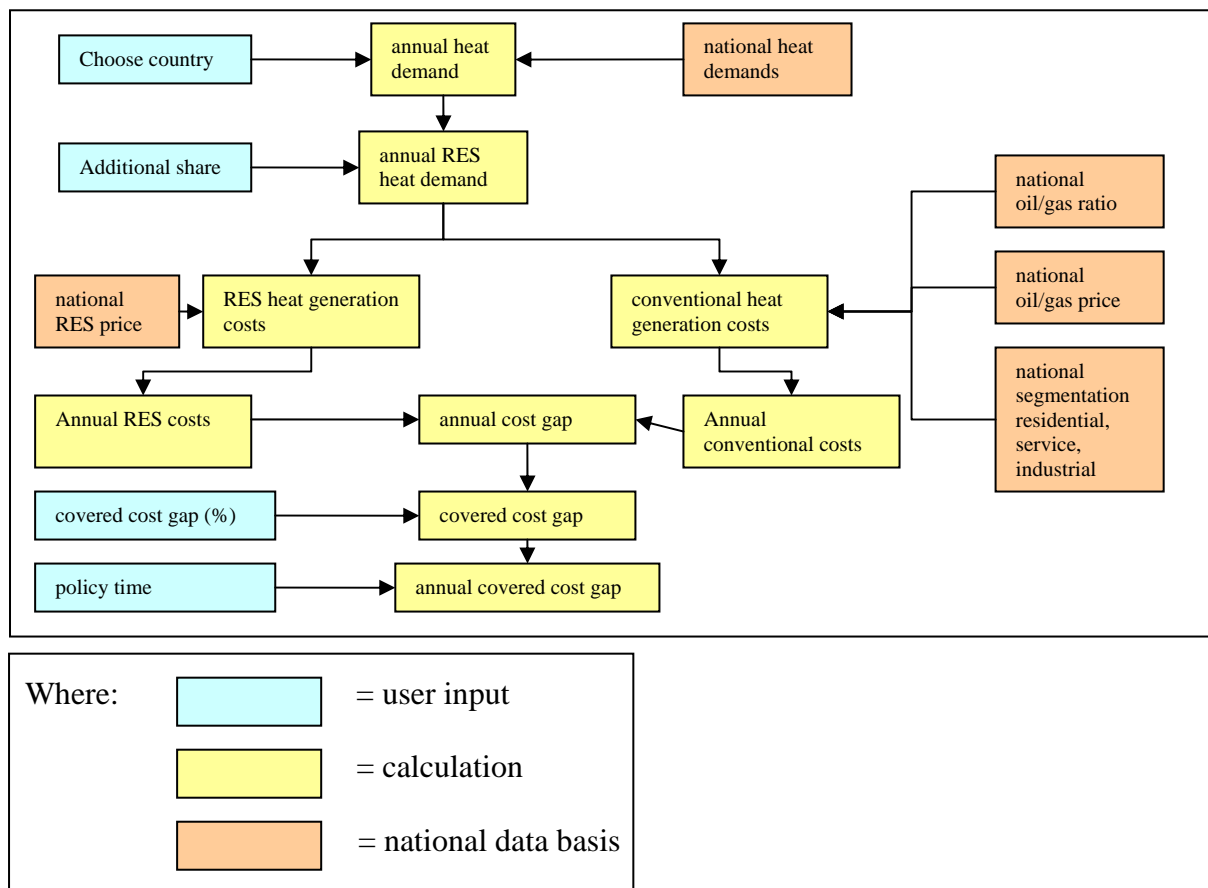 Choose country
annual heat
demand
national heat
demands
Additional share
annual RES
heat demand
national
oil/gas ratio
national
RES price
RES heat generation
costs
conventional heat
generation costs
national
oil/gas price
Annual RES costs
annual cost gap
Annual
conventional costs
national
segmentation
residential,
service,
industrial
covered cost gap (%)
covered cost gap
policy time
annual covered cost gap
Where:
= user input
= calculation
= national data basis